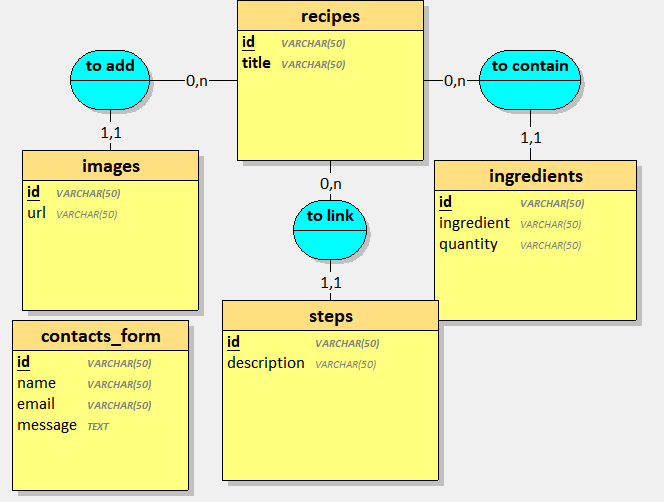 recipes
id VARCHAR(50)
title VARCHAR(50)
to add
0,n
1,1
0,n
to contain
1,1
images
id VARCHAR(50)
url VARCHAR(50)
0,n
to link
1,1
ingredients
id VARCHAR(50)
ingredient VARCHAR(50)
quantity VARCHAR(50)
steps
id VARCHAR(50)
description VARCHAR(50)
contacts_form
id VARCHAR(50)
name VARCHAR(50)
email VARCHAR(50)
message TEXT